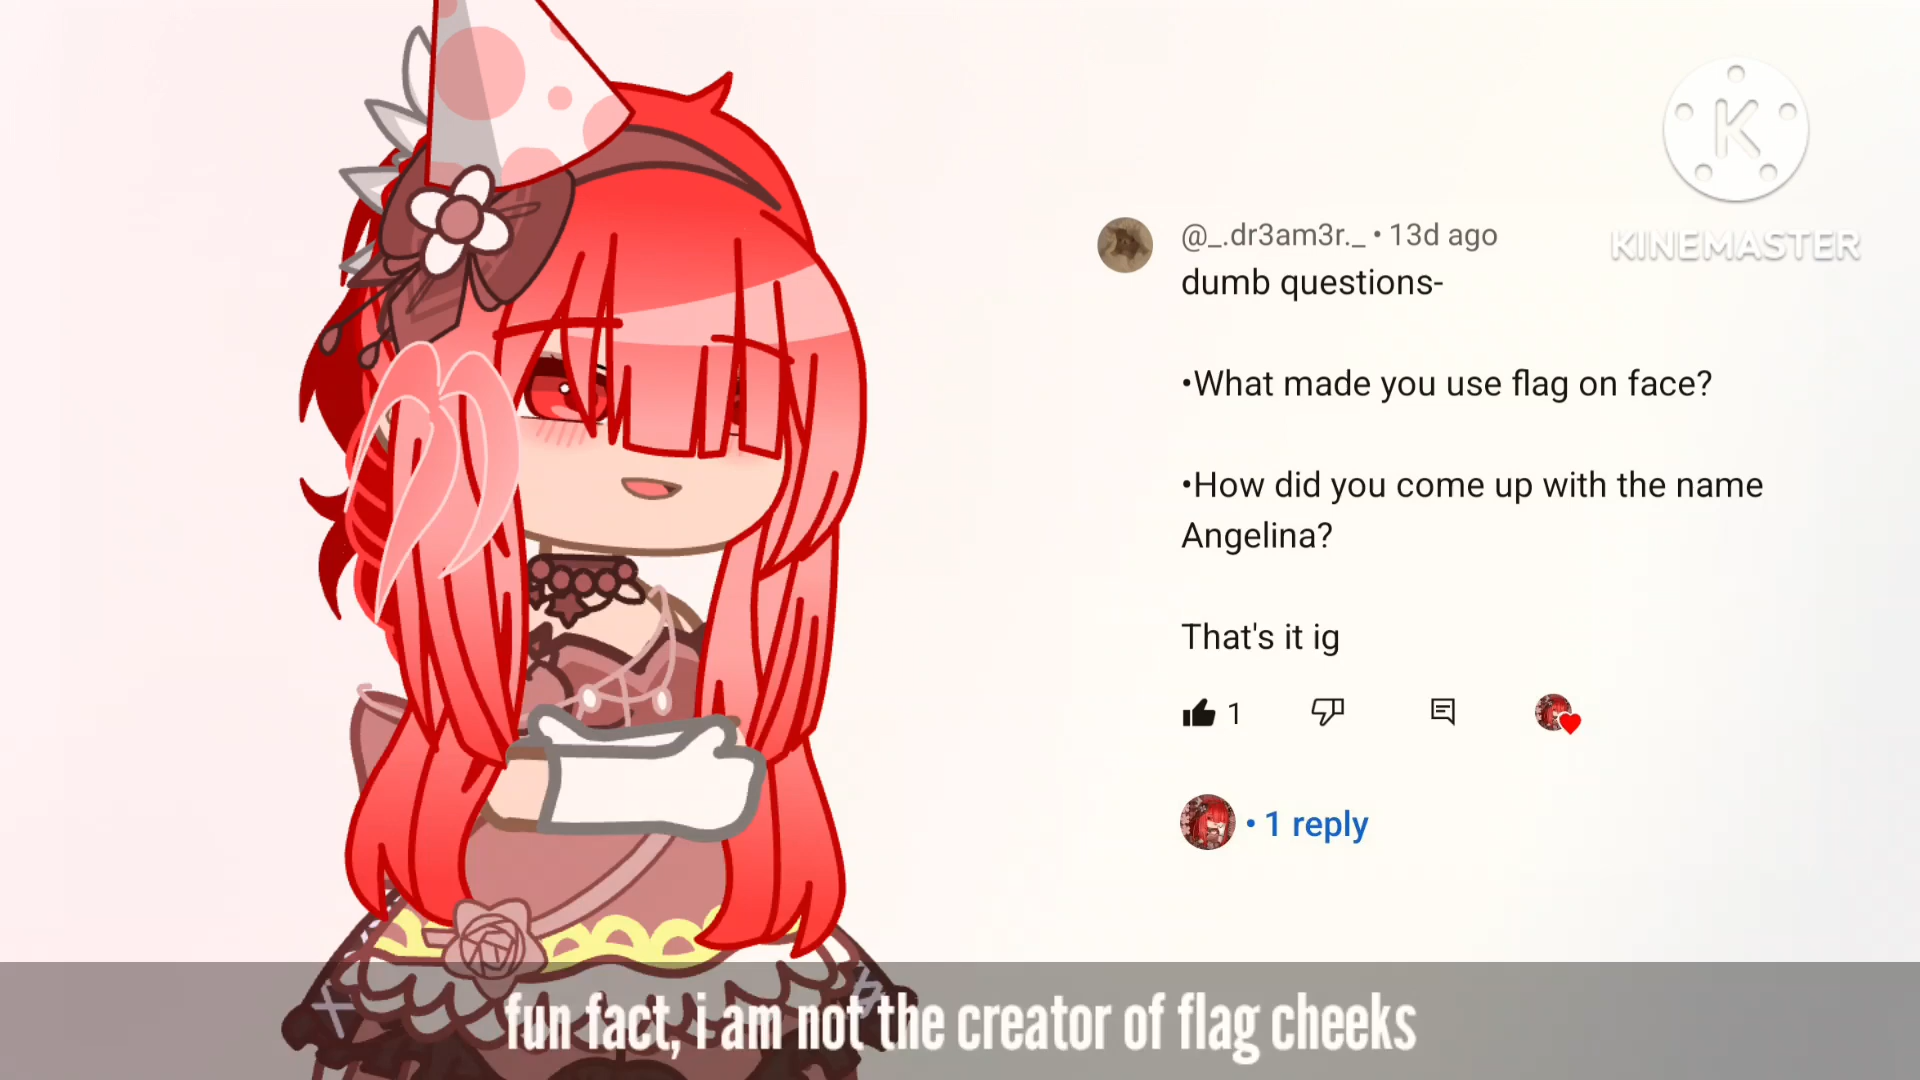 K
KINEMASTER
@_.dr3am3r._ • 13d ago
dumb questions-
•What made you use flag on face?
•How did you come up with the name
Angelina?
That's it ig
1
• 1 reply
fun fact, i am not the creator of flag cheeks